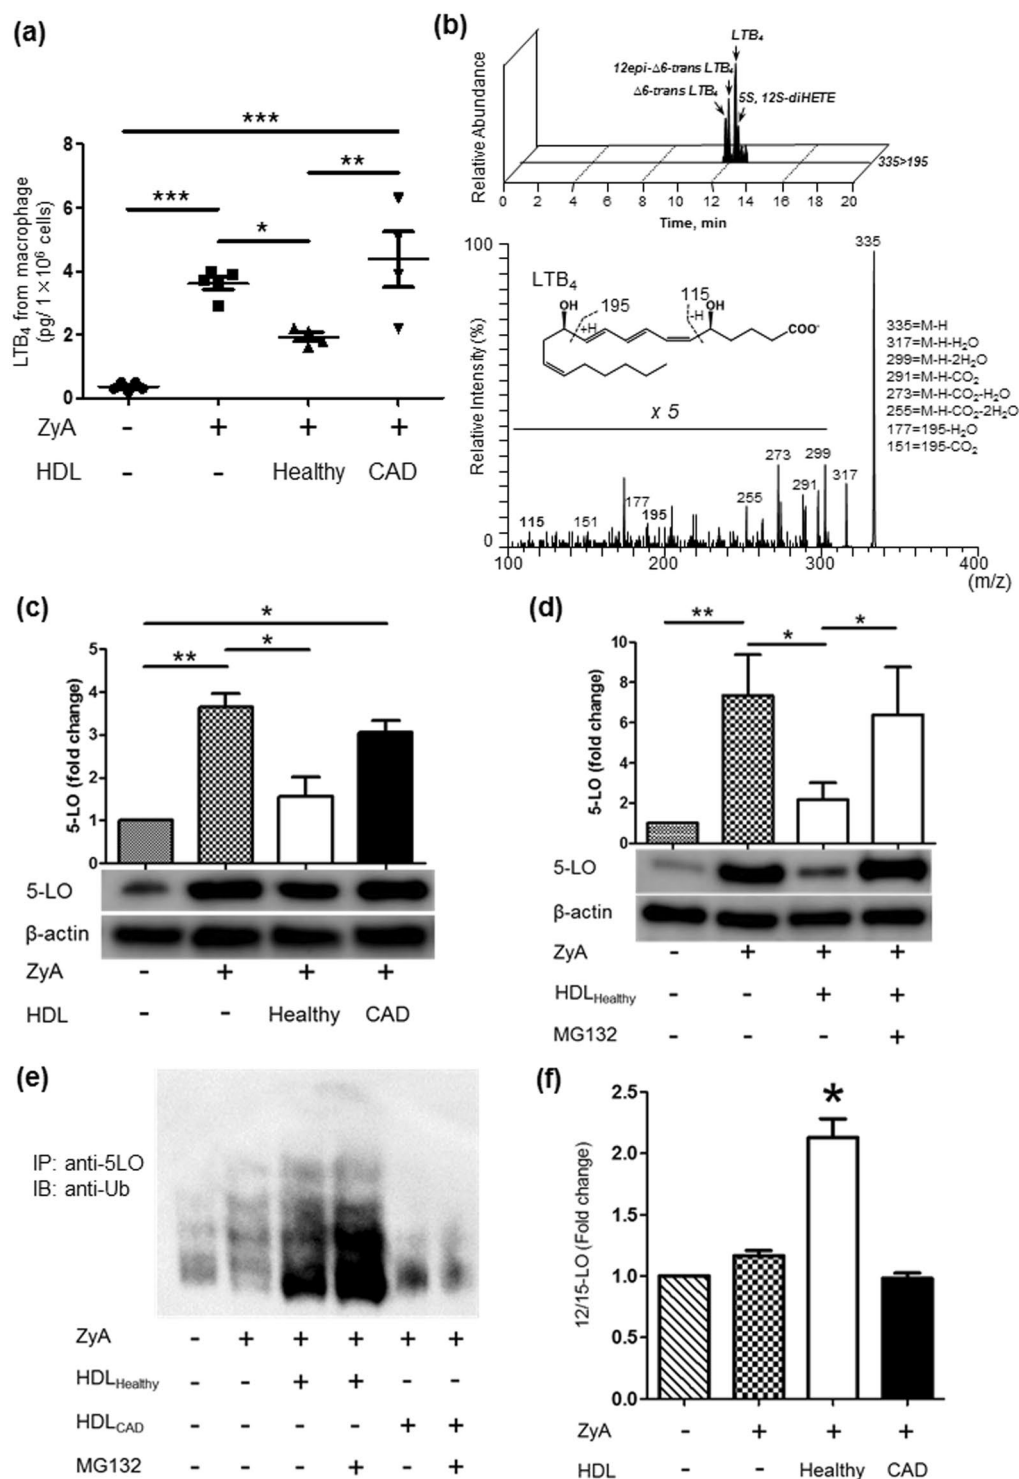 (a)
***
***
**
*
LTB₄ from macrophage
(pg/ 1×10⁶ cells)
8
6
4
2
0
ZyA - + + +
HDL - - Healthy CAD
(b)
LTB₄
12epi-Δ6-trans LTB₄
Δ6-trans LTB₄
5S, 12S-diHETE
Relative Abundance
335>195
0 2 4 6 8 10 12 14 16 18 20
Time, min
100
335
LTB₄
OH
195
+H
115
-H
OH
COO⁻
Relative Intensity (%)
x 5
335=M-H
317=M-H-H₂O
299=M-H-2H₂O
291=M-H-CO₂
273=M-H-CO₂-H₂O
255=M-H-CO₂-2H₂O
177=195-H₂O
151=195-CO₂
273 299
291 317
177 255
115 151 195
0
100 200 300 400
(m/z)
(c)
*
**
*
5-LO (fold change)
5
4
3
2
1
0
5-LO
β-actin
ZyA - + + +
HDL - - Healthy CAD
(d)
**
*
*
5-LO (fold change)
10
8
6
4
2
0
5-LO
β-actin
ZyA - + + +
HDL_Healthy - - + +
MG132 - - - +
(e)
IP: anti-5LO
IB: anti-Ub
ZyA - + + + + +
HDL_Healthy - - + + - -
HDL_CAD - - - - + +
MG132 - - - + - +
(f)
*
12/15-LO (Fold change)
2.5
2.0
1.5
1.0
0.5
0.0
ZyA - + + +
HDL - - Healthy CAD